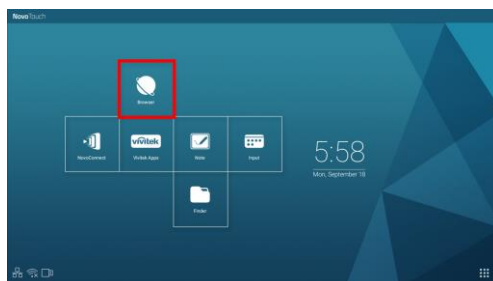 NovoTouch
Browser
NovoConnect
vivitek
Vivitek Apps
Note
Input
Finder
5:58
Mon, September 18